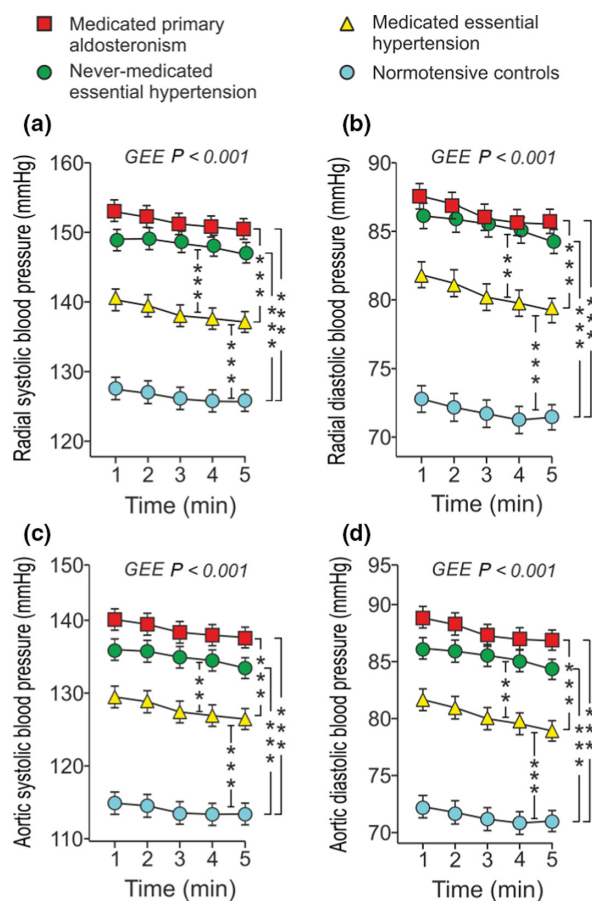 Medicated primary
aldosteronism
Never-medicated
essential hypertension
Medicated essential
hypertension
Normotensive controls
(a)
GEE P < 0.001
Radial systolic blood pressure (mmHg)
160
150
140
130
120
1 2 3 4 5
Time (min)
***
***
***
***
***
(b)
GEE P < 0.001
Radial diastolic blood pressure (mmHg)
90
85
80
75
70
1 2 3 4 5
Time (min)
**
***
***
***
***
(c)
GEE P < 0.001
Aortic systolic blood pressure (mmHg)
150
140
130
120
110
1 2 3 4 5
Time (min)
**
***
***
***
***
(d)
GEE P < 0.001
Aortic diastolic blood pressure (mmHg)
95
90
85
80
75
70
1 2 3 4 5
Time (min)
**
***
***
***
***